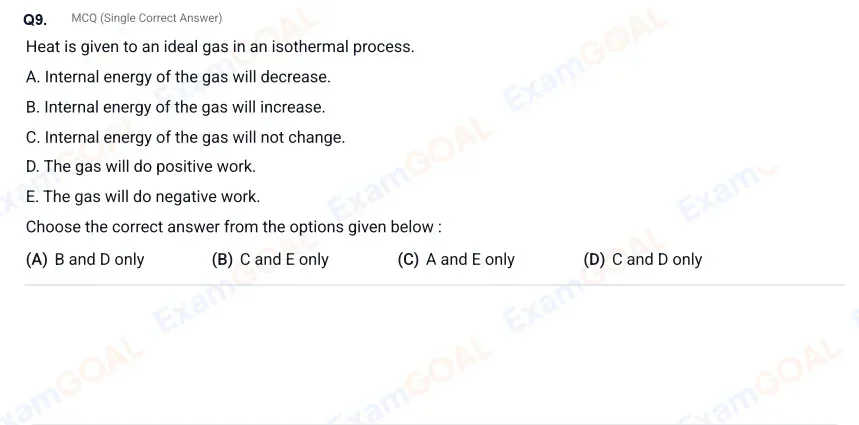 Q9. MCQ (Single Correct Answer)
Heat is given to an ideal gas in an isothermal process.
A. Internal energy of the gas will decrease.
B. Internal energy of the gas will increase.
C. Internal energy of the gas will not change.
D. The gas will do positive work.
E. The gas will do negative work.
Choose the correct answer from the options given below :
(A) B and D only (B) C and E only (C) A and E only (D) C and D only